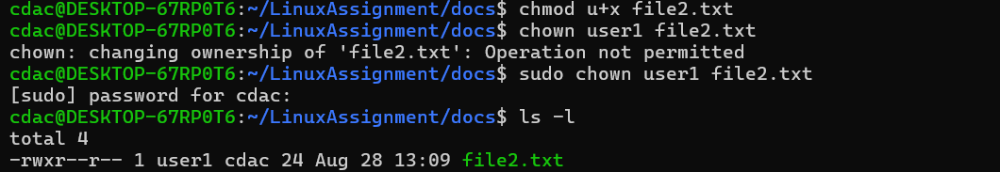 cdac@DESKTOP-67RP0T6:~/LinuxAssignment/docs$ chmod u+x file2.txt
cdac@DESKTOP-67RP0T6:~/LinuxAssignment/docs$ chown user1 file2.txt
chown: changing ownership of 'file2.txt': Operation not permitted
cdac@DESKTOP-67RP0T6:~/LinuxAssignment/docs$ sudo chown user1 file2.txt
[sudo] password for cdac:
cdac@DESKTOP-67RP0T6:~/LinuxAssignment/docs$ ls -l
total 4
-rwxr--r-- 1 user1 cdac 24 Aug 28 13:09 file2.txt